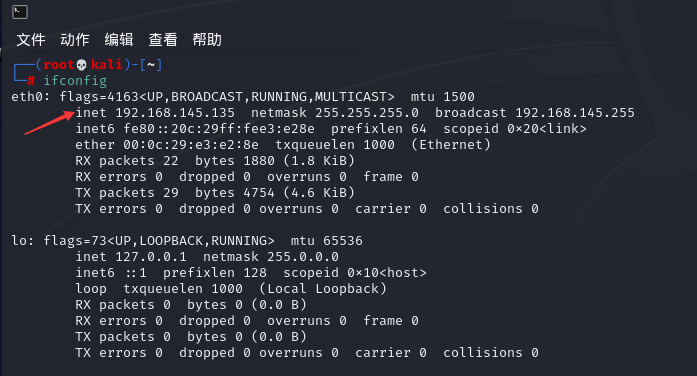 文件 动作 编辑 查看 帮助
┌──(root💀kali)-[~]
└─# ifconfig
eth0: flags=4163<UP,BROADCAST,RUNNING,MULTICAST>  mtu 1500
        inet 192.168.145.135  netmask 255.255.255.0  broadcast 192.168.145.255
        inet6 fe80::20c:29ff:fee3:e28e  prefixlen 64  scopeid 0×20<link>
        ether 00:0c:29:e3:e2:8e  txqueuelen 1000  (Ethernet)
        RX packets 22  bytes 1880 (1.8 KiB)
        RX errors 0  dropped 0  overruns 0  frame 0
        TX packets 29  bytes 4754 (4.6 KiB)
        TX errors 0  dropped 0 overruns 0  carrier 0  collisions 0
lo: flags=73<UP,LOOPBACK,RUNNING>  mtu 65536
        inet 127.0.0.1  netmask 255.0.0.0
        inet6 ::1  prefixlen 128  scopeid 0×10<host>
        loop  txqueuelen 1000  (Local Loopback)
        RX packets 0  bytes 0 (0.0 B)
        RX errors 0  dropped 0  overruns 0  frame 0
        TX packets 0  bytes 0 (0.0 B)
        TX errors 0  dropped 0 overruns 0  carrier 0  collisions 0